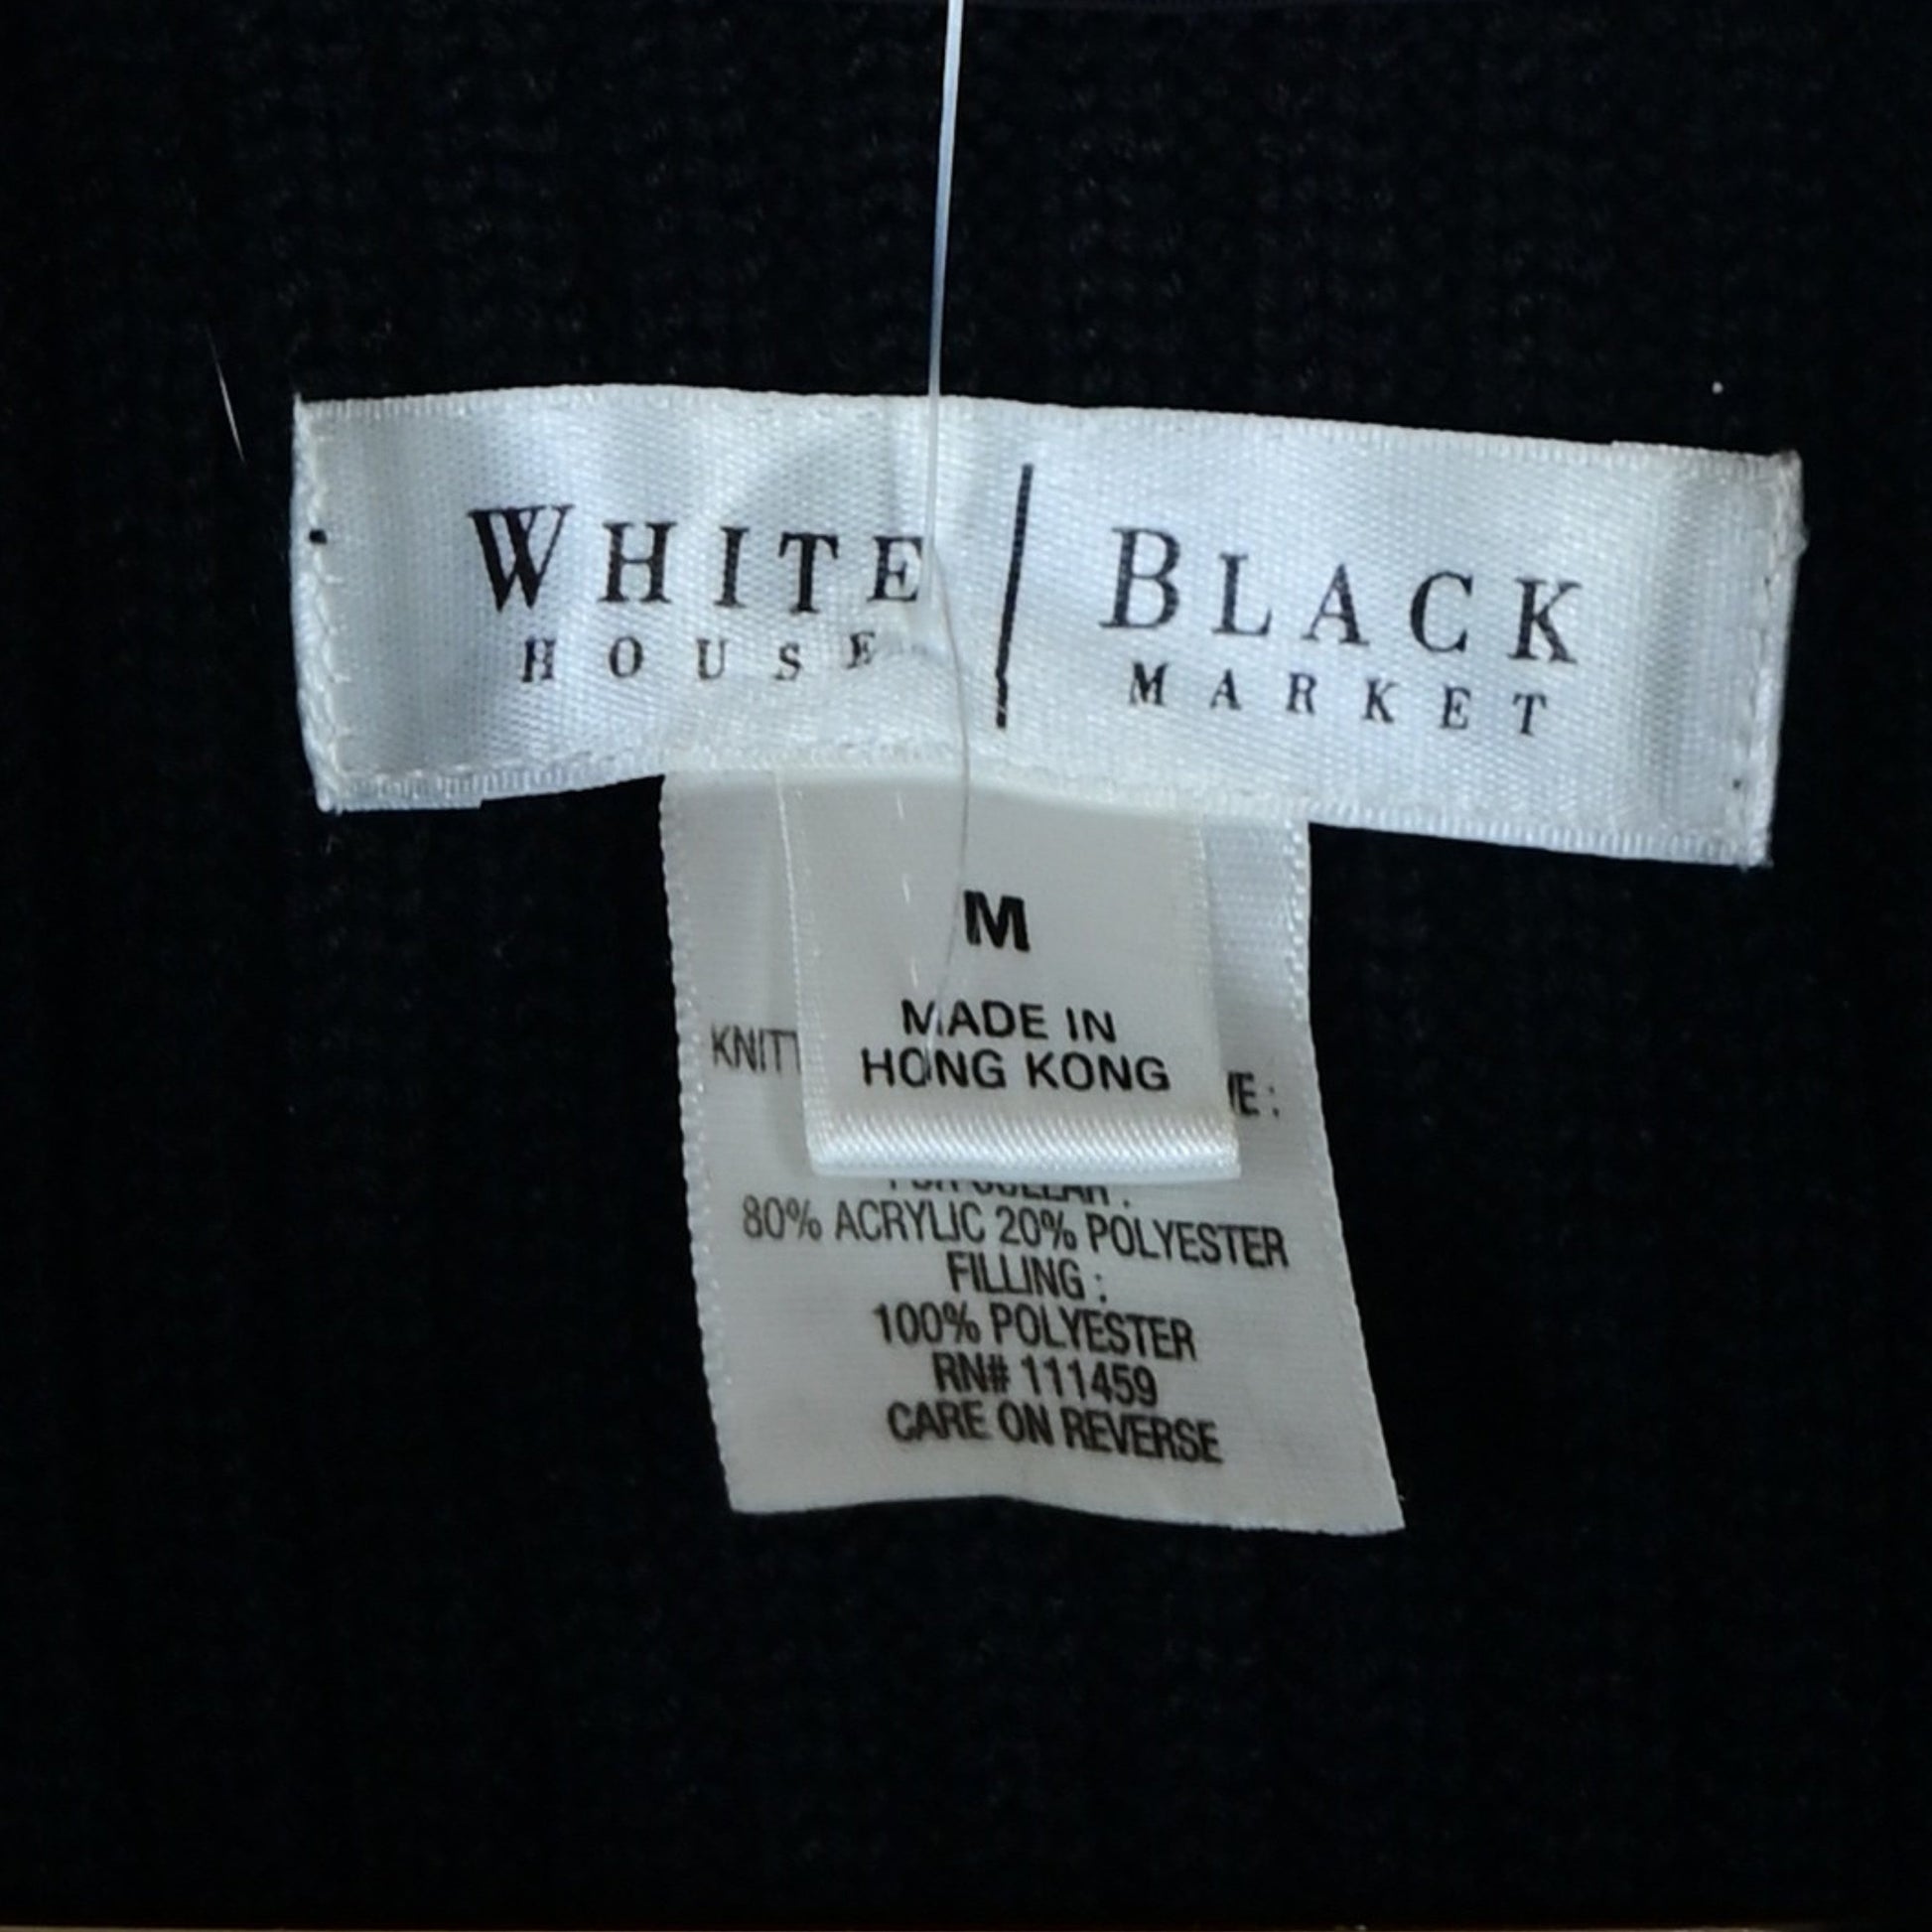 WHITE | BLACK
HOUSE MARKET
M
MADE IN
HONG KONG
80% ACRYLIC 20% POLYESTER
FILLING :
100% POLYESTER
RN# 111459
CARE ON REVERSE